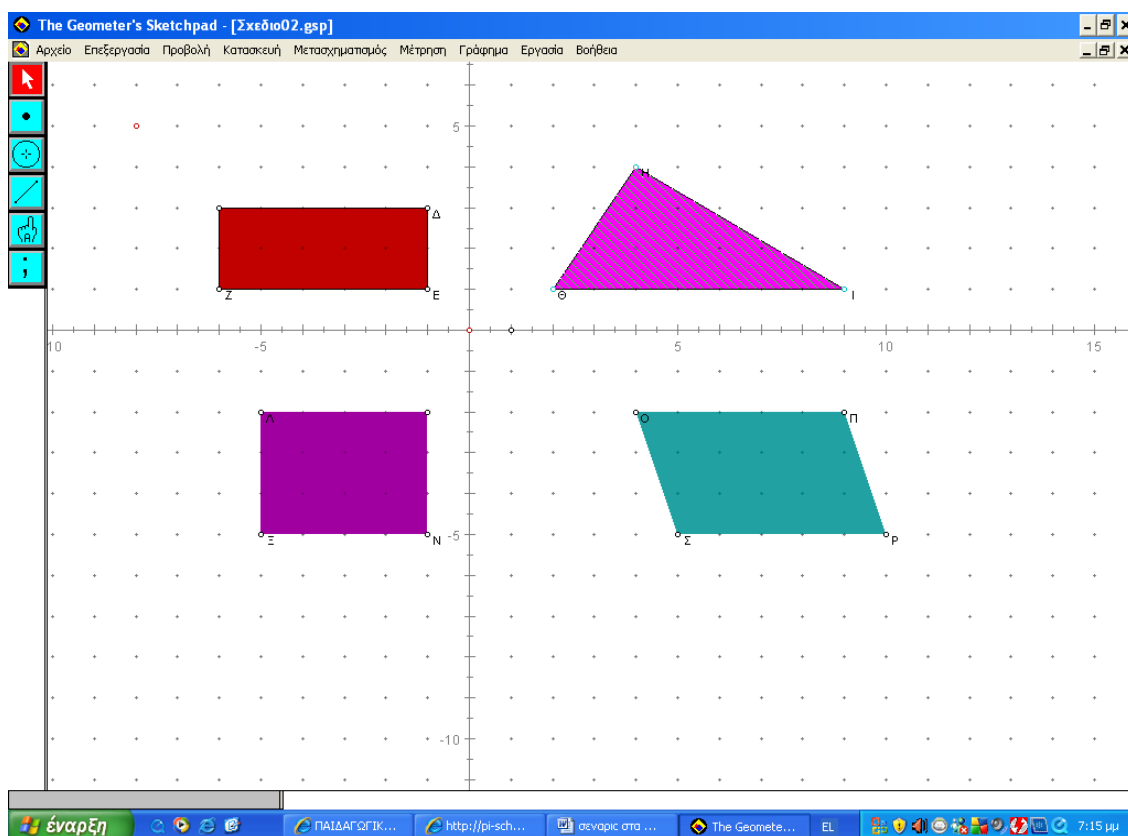 The Geometer's Sketchpad - [Σχεδιο02.gsp]
Αρχείο Επεξεργασία Προβολή Κατασκευή Μετασχηματισμός Μέτρηση Γράφημα Εργασία Βοήθεια
5
Η
Δ
Ζ Ε Θ Ι
10 -5 5 10 15
Λ Ο Π
Ξ Ν -5 Σ Ρ
-10
έναρξη ΠΑΙΔΑΓΩΓΙΚ... http://pi-sch... σεναρις στα ... The Geomete... EL 7:15 μμ